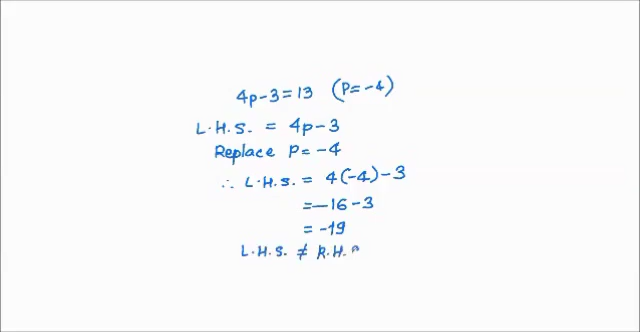 4p-3=13 (P=-4)
L.H.S. = 4p-3
Replace P=-4
∴ L.H.S. = 4(-4)-3
=-16-3
= -19
L.H.S. ≠ R.H.